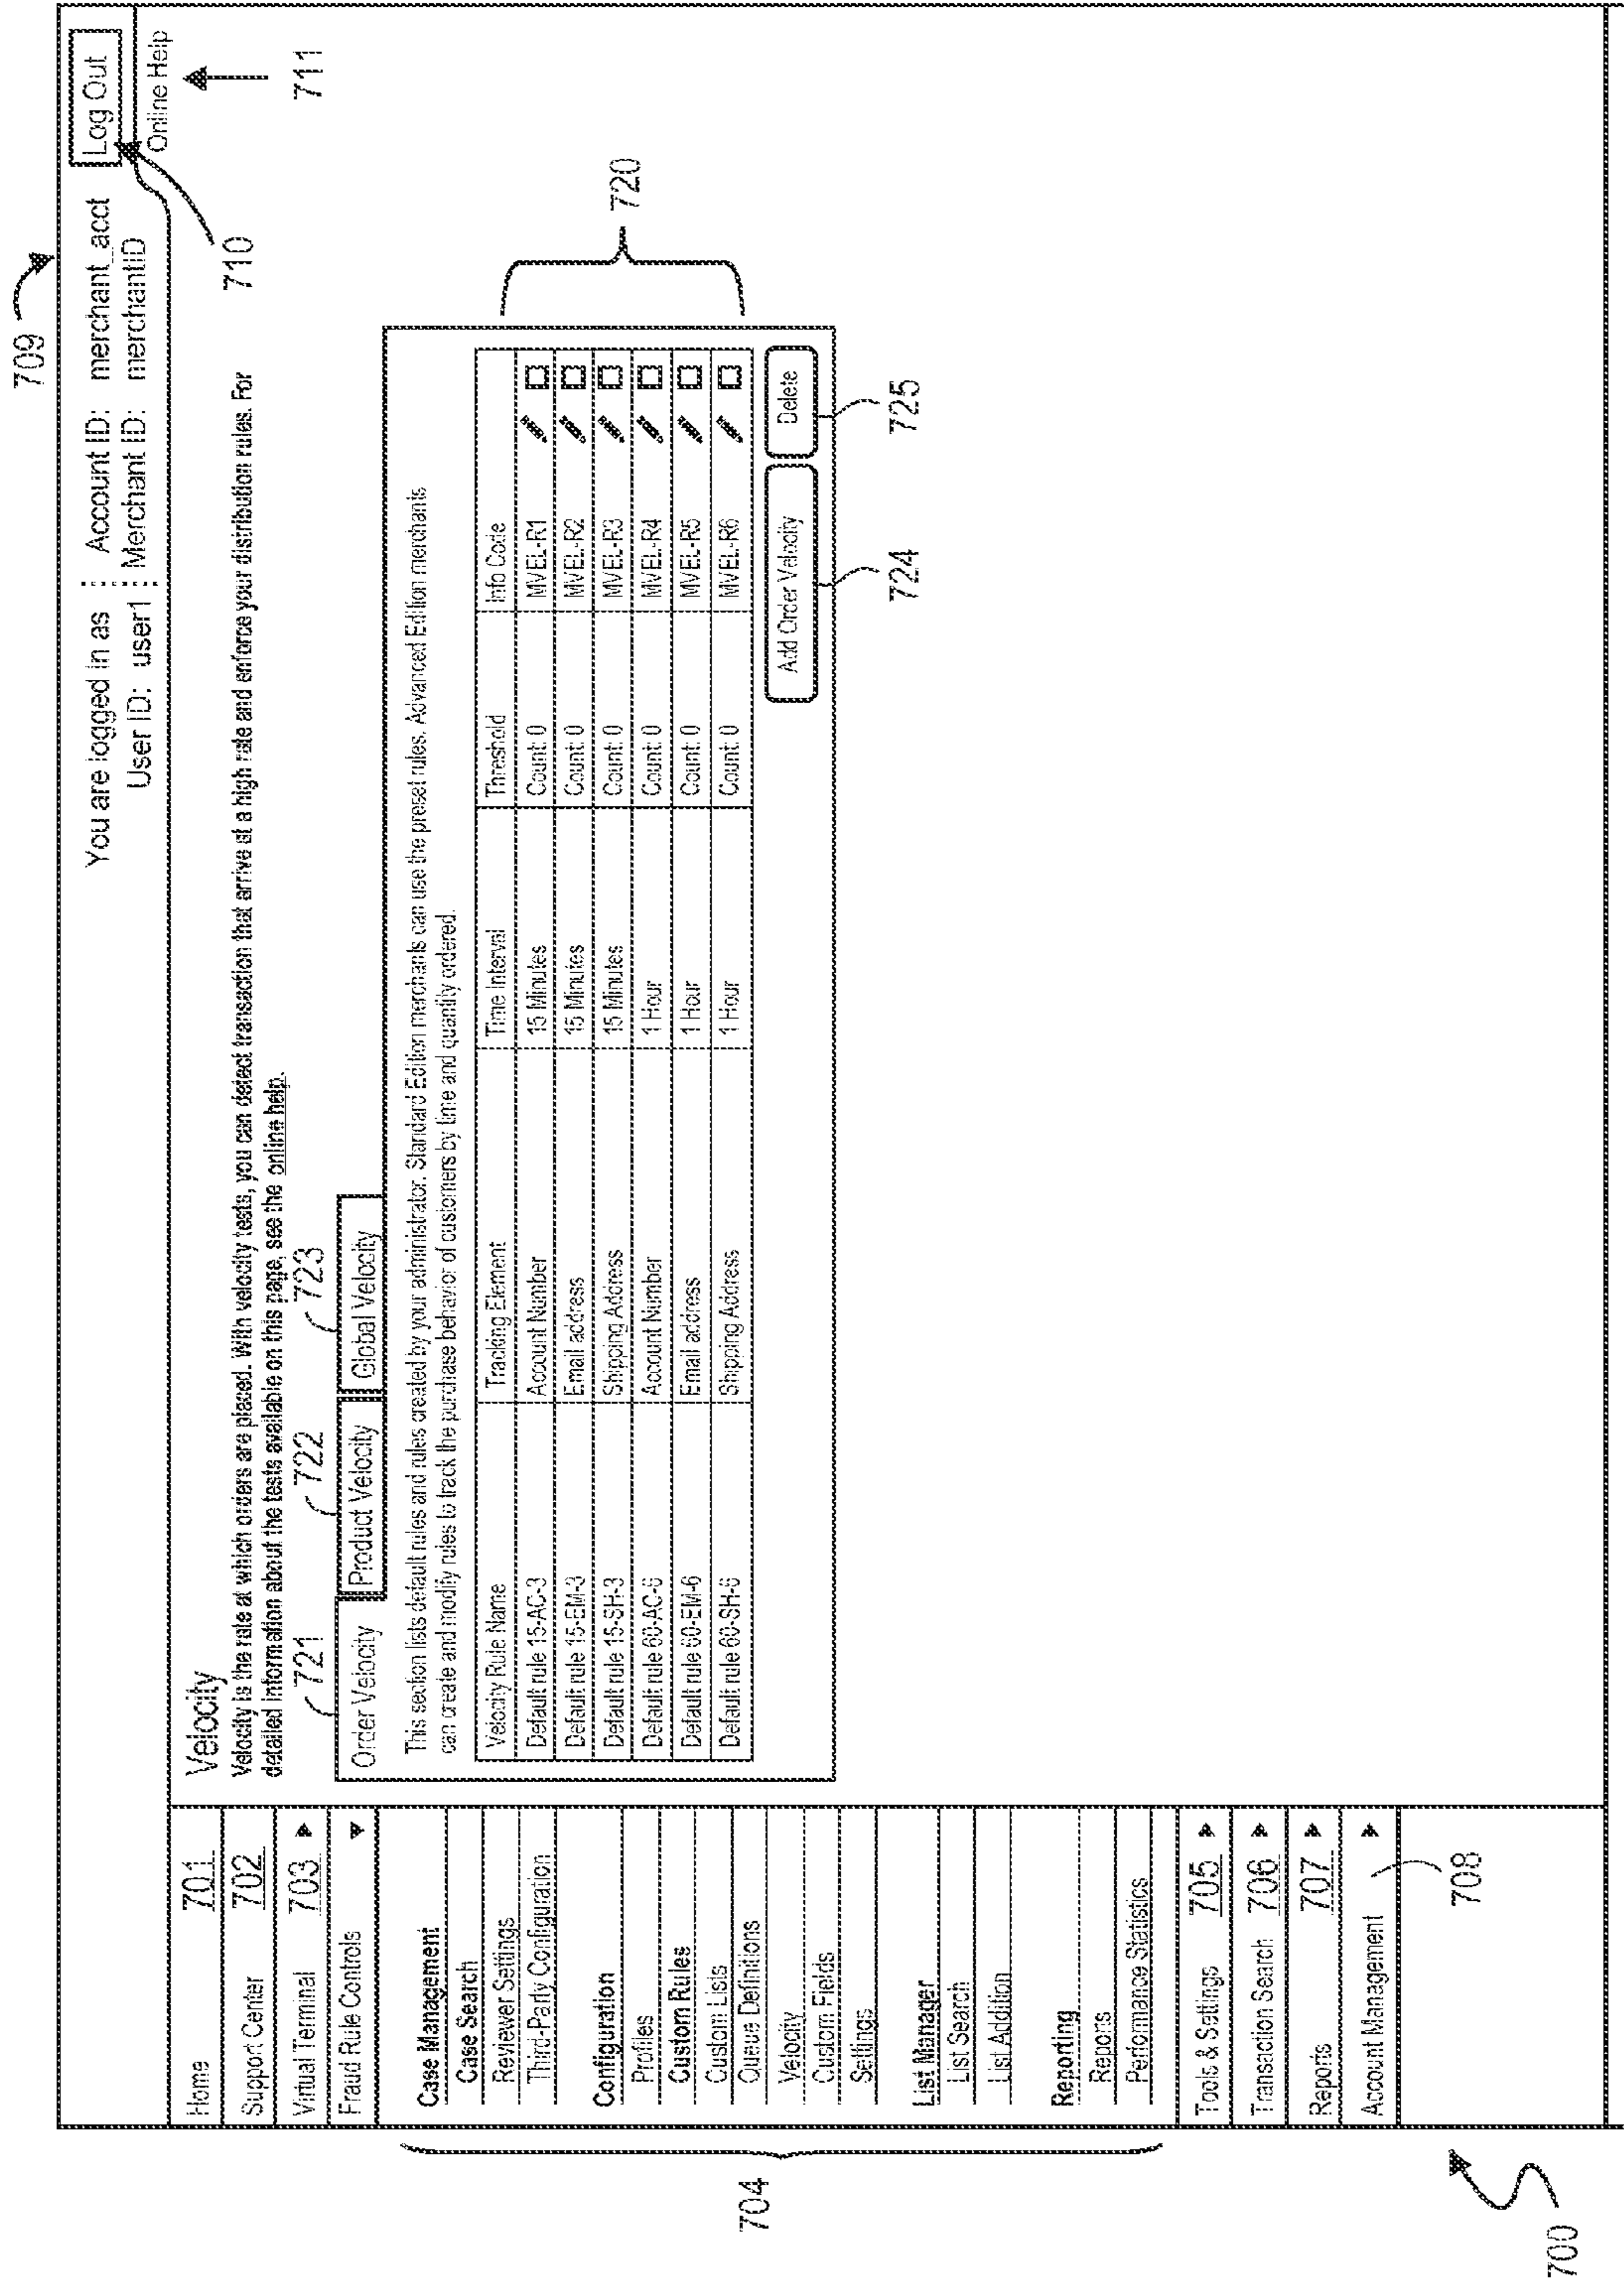 709
You are logged in as
Account ID: merchant_acct
Log Out
User ID: user1
Merchant ID: merchantID
Online Help
710
711
Home 701
Support Center 702
Virtual Terminal 703
Fraud Rule Controls
Case Management
Case Search
Reviewer Settings
Third-Party Configuration
Configuration
Profiles
Custom Rules
Custom Lists
Queue Definitions
Velocity
Custom Fields
Settings
List Manager
List Search
List Addition
Reporting
Reports
Performance Statistics
Tools & Settings 705
Transaction Search 706
Reports 707
Account Management
708
704
700
Velocity
Velocity is the rate at which orders are placed. With velocity tests, you can detect transaction that arrive at a high rate and enforce your distribution rules. For
detailed information about the tests available on this page, see the online help.
721
722
723
Order Velocity
Product Velocity
Global Velocity
This section lists default rules and rules created by your administrator. Standard Edition merchants can use the preset rules. Advanced Edition merchants
can create and modify rules to track the purchase behavior of customers by time and quantity ordered.
Velocity Rule Name Tracking Element Time Interval Threshold Info Code
Default rule 15-AC-3 Account Number 15 Minutes Count: 0 MVEL-R1
Default rule 15-EM-3 Email address 15 Minutes Count: 0 MVEL-R2
Default rule 15-SH-3 Shipping Address 15 Minutes Count: 0 MVEL-R3
Default rule 60-AC-6 Account Number 1 Hour Count: 0 MVEL-R4
Default rule 60-EM-6 Email address 1 Hour Count: 0 MVEL-R5
Default rule 60-SH-6 Shipping Address 1 Hour Count: 0 MVEL-R6
720
Add Order Velocity
Delete
724
725